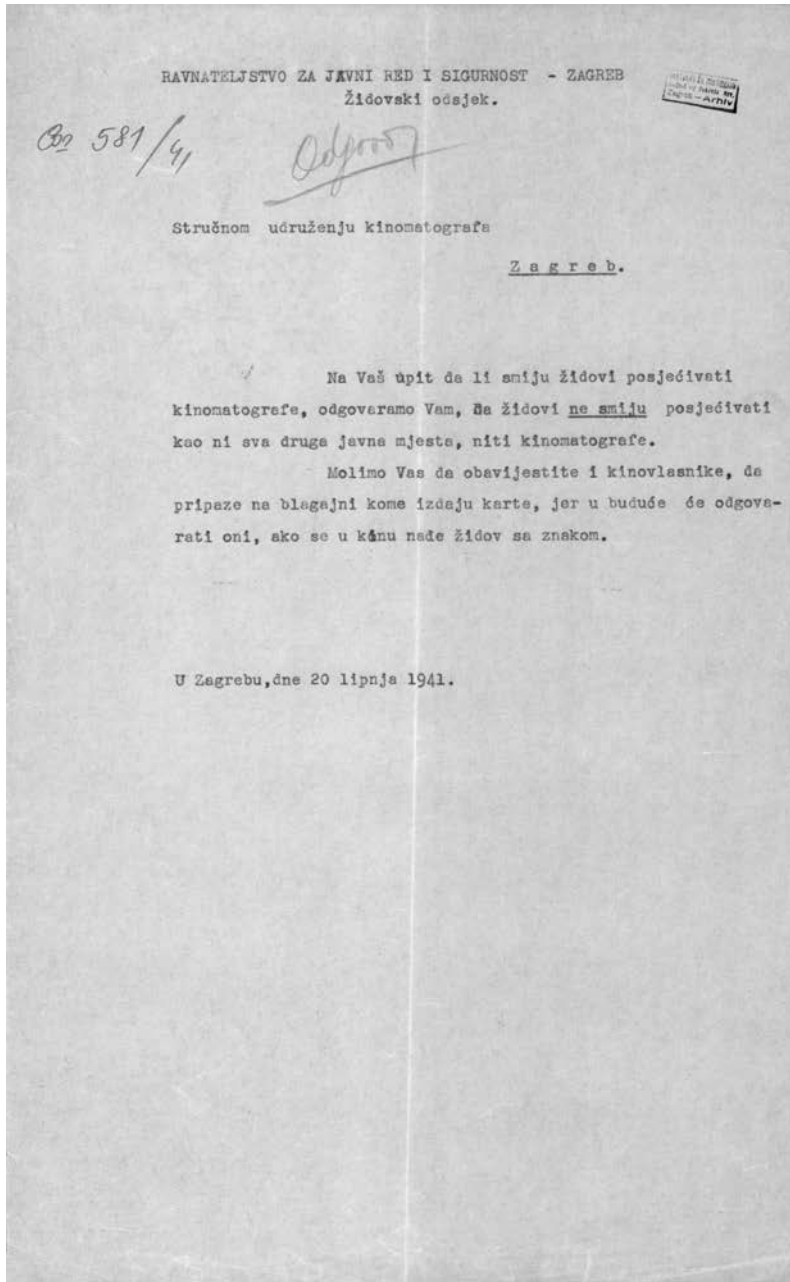 RAVNATELJSTVO ZA JAVNI RED I SIGURNOST - ZAGREB
Židovski odsjek.
Zagreb - Arhiv
581/41
Odgovor
Stručnom udruženju kinomatografa
Zagreb.
Na Vaš upit da li smiju židovi posjećivati
kinomatografe, odgovaramo Vam, da židovi ne smiju posjećivati
kao ni sva druga javna mjesta, niti kinomatografe.
Molimo Vas da obavijestite i kinovlasnike, da
pripaze na blagajni kome izdaju karte, jer u buduće će odgova-
rati oni, ako se u kinu nađe židov sa znakom.
U Zagrebu,dne 20 lipnja 1941.